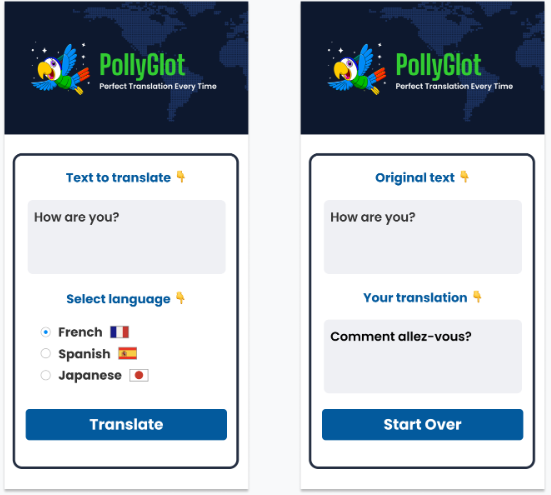 PollyGlot
Perfect Translation Every Time
Text to translate 👇
How are you?
Select language 👇
French
Spanish
Japanese
Translate
PollyGlot
Perfect Translation Every Time
Original text 👇
How are you?
Your translation 👇
Comment allez-vous?
Start Over